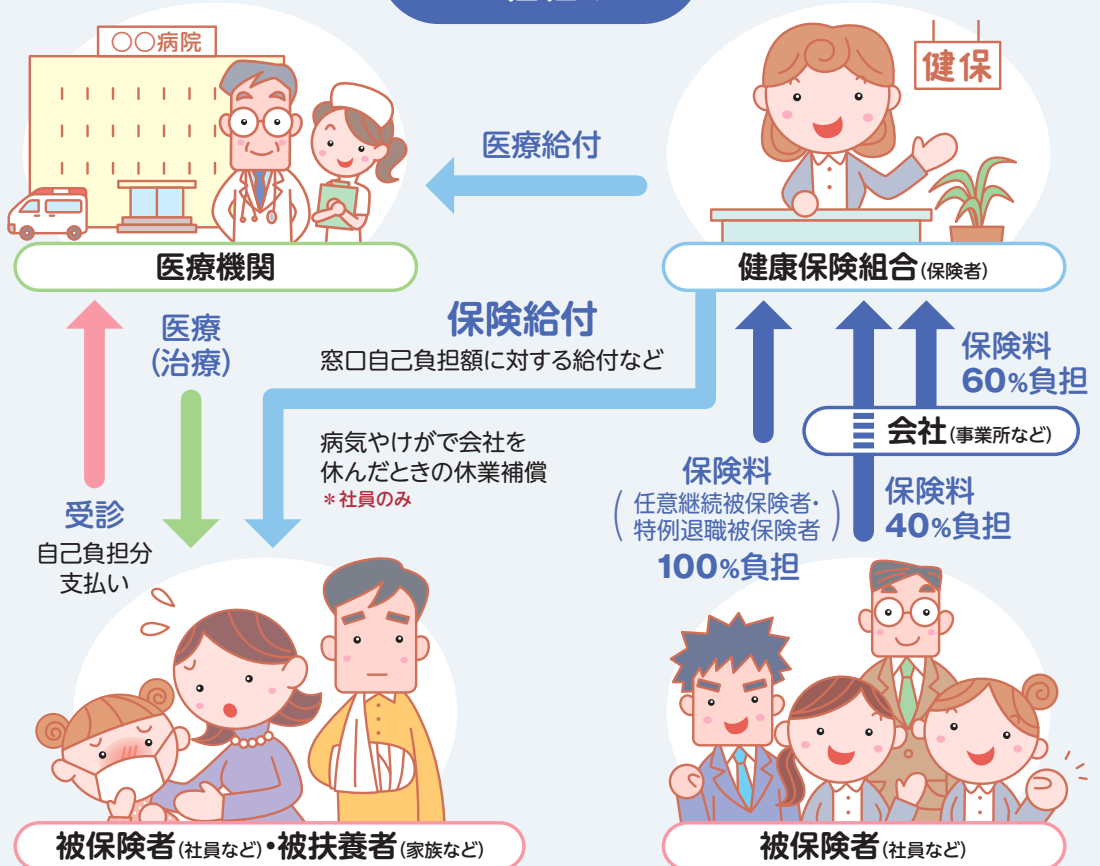 〇〇病院
健保
医療給付
医療機関
健康保険組合(保険者)
医療
(治療)
保険給付
窓口自己負担額に対する給付など
保険料
60%負担
会社(事業所など)
病気やけがで会社を
休んだときの休業補償
*社員のみ
受診
自己負担分
支払い
保険料
(任意継続被保険者・
特例退職被保険者)
100%負担
保険料
40%負担
被保険者(社員など)・被扶養者(家族など)
被保険者(社員など)